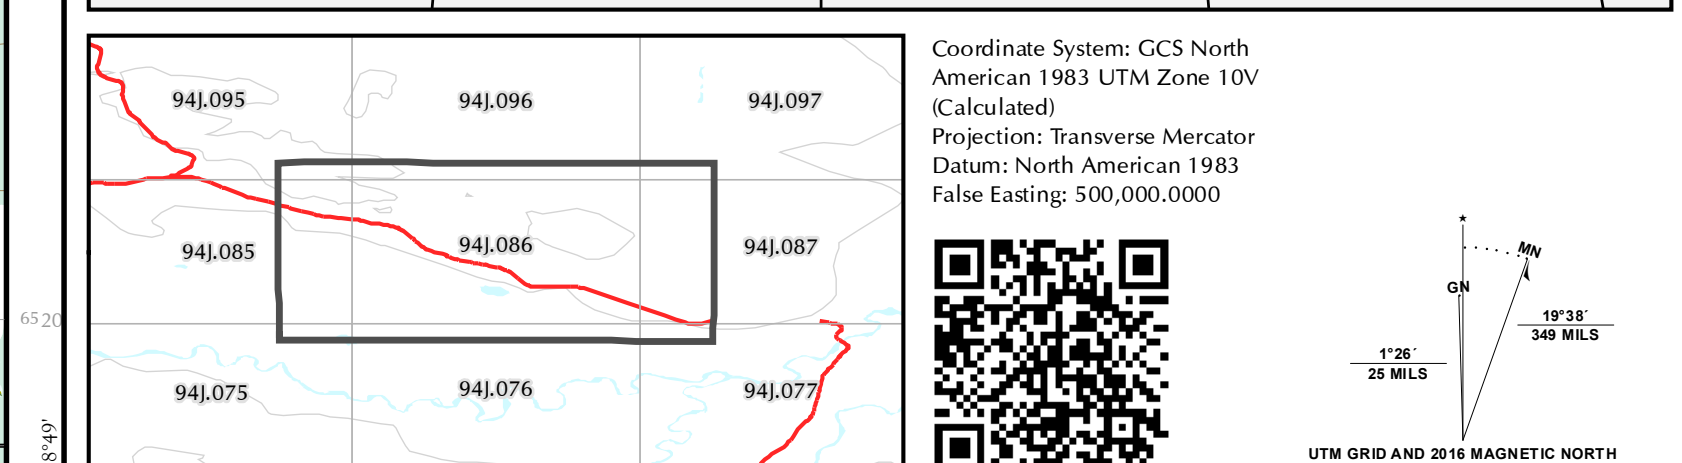 94J.095
94J.096
94J.097
94J.085
94J.086
94J.087
94J.075
94J.076
94J.077
6520
8°49'
Coordinate System: GCS North
American 1983 UTM Zone 10V
(Calculated)
Projection: Transverse Mercator
Datum: North American 1983
False Easting: 500,000.0000
MN
GN
19°38´
349 MILS
1°26´
25 MILS
UTM GRID AND 2016 MAGNETIC NORTH